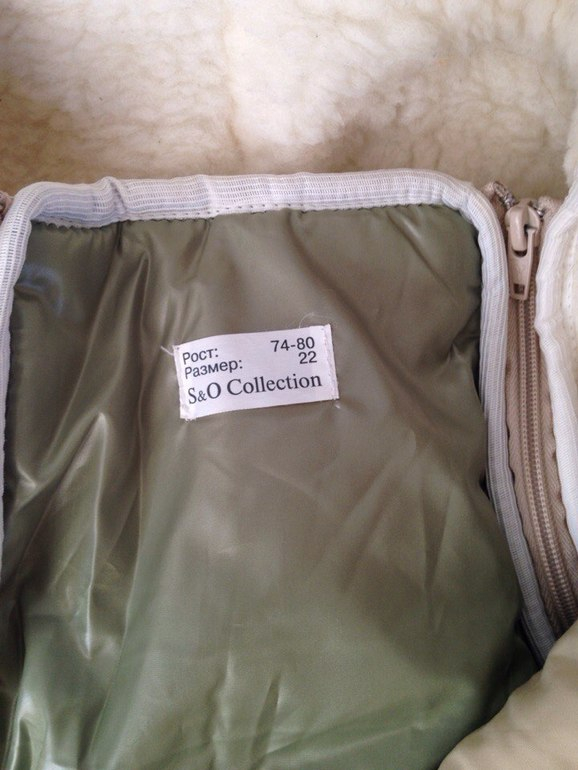 Рост: 74-80
Размер: 22
S&O Collection